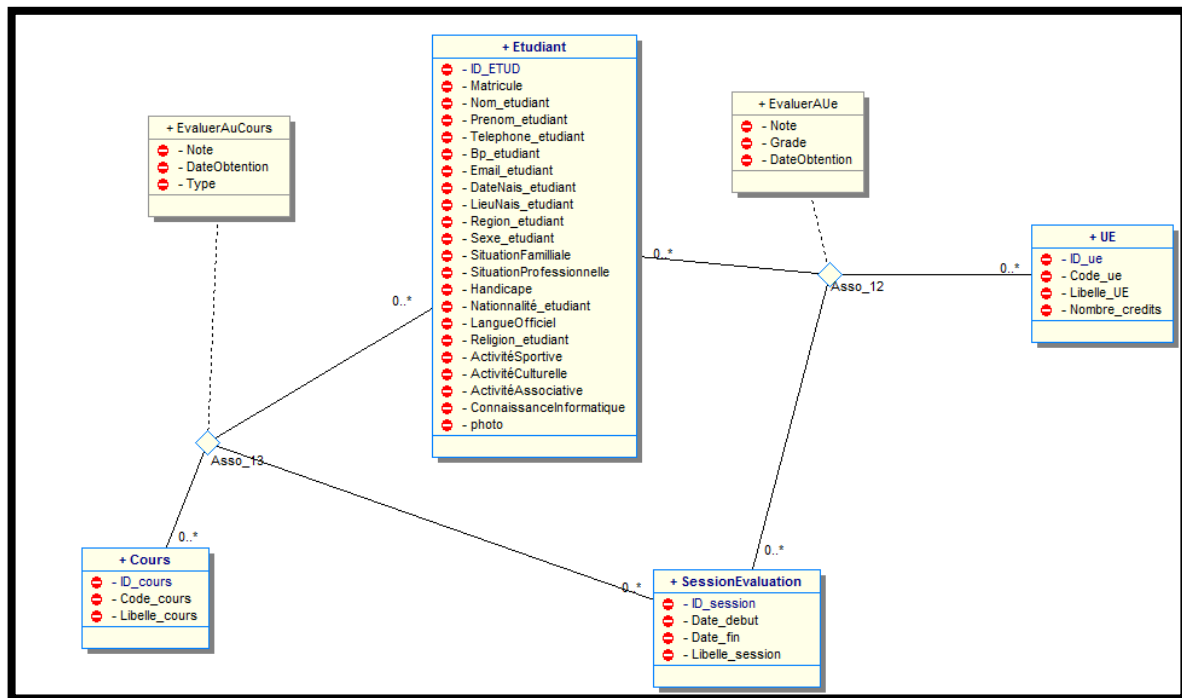 + Etudiant
- ID_ETUD
- Matricule
- Nom_etudiant
- Prenom_etudiant
- Telephone_etudiant
- Bp_etudiant
- Email_etudiant
- DateNais_etudiant
- LieuNais_etudiant
- Region_etudiant
- Sexe_etudiant
- SituationFamilliale
- SituationProfessionnelle
- Handicape
- Nationnalité_etudiant
- LangueOfficiel
- Religion_etudiant
- ActivitéSportive
- ActivitéCulturelle
- ActivitéAssociative
- ConnaissanceInformatique
- photo
+ EvaluerAuCours
- Note
- DateObtention
- Type
+ EvaluerAUe
- Note
- Grade
- DateObtention
+ UE
- ID_ue
- Code_ue
- Libelle_UE
- Nombre_credits
0..*
0..*
Asso_12
0..*
Asso_13
0..*
0..*
0..*
+ Cours
- ID_cours
- Code_cours
- Libelle_cours
+ SessionEvaluation
- ID_session
- Date_debut
- Date_fin
- Libelle_session